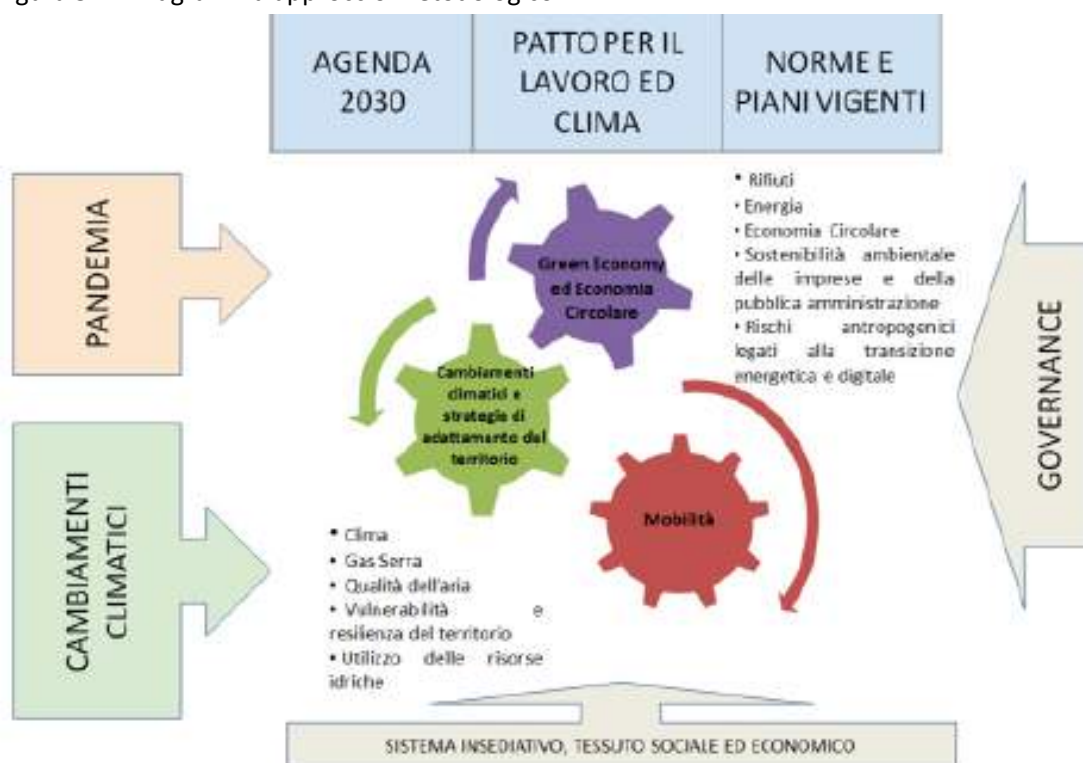 AGENDA
2030
PATTO PER IL
LAVORO ED
CLIMA
NORME E
PIANI VIGENTI
PANDEMIA
CAMBIAMENTI
CLIMATICI
Green Economy
ed Economia
Circolare
Cambiamenti
climatici e
strategie di
adattamento del
territorio
Mobilità
• Rifiuti
• Energia
• Economia Circolare
• Sostenibilità ambientale
delle imprese e della
pubblica amministrazione
• Rischi antropogenici
legati alla transizione
energetica e digitale
• Clima
• Gas Serra
• Qualità dell'aria
• Vulnerabilità e
resilienza del territorio
• Utilizzo delle risorse
idriche
GOVERNANCE
SISTEMA INSEDIATIVO, TESSUTO SOCIALE ED ECONOMICO